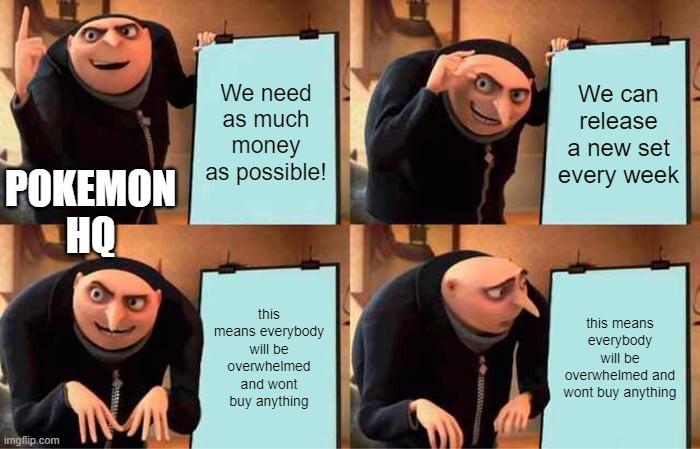 We need
as much
money
as possible!
POKEMON
HQ
We can
release
a new set
every week
this
means everybody
will be
overwhelmed
and wont
buy anything
this means
everybody
will be
overwhelmed and
wont buy anything
imgflip.com